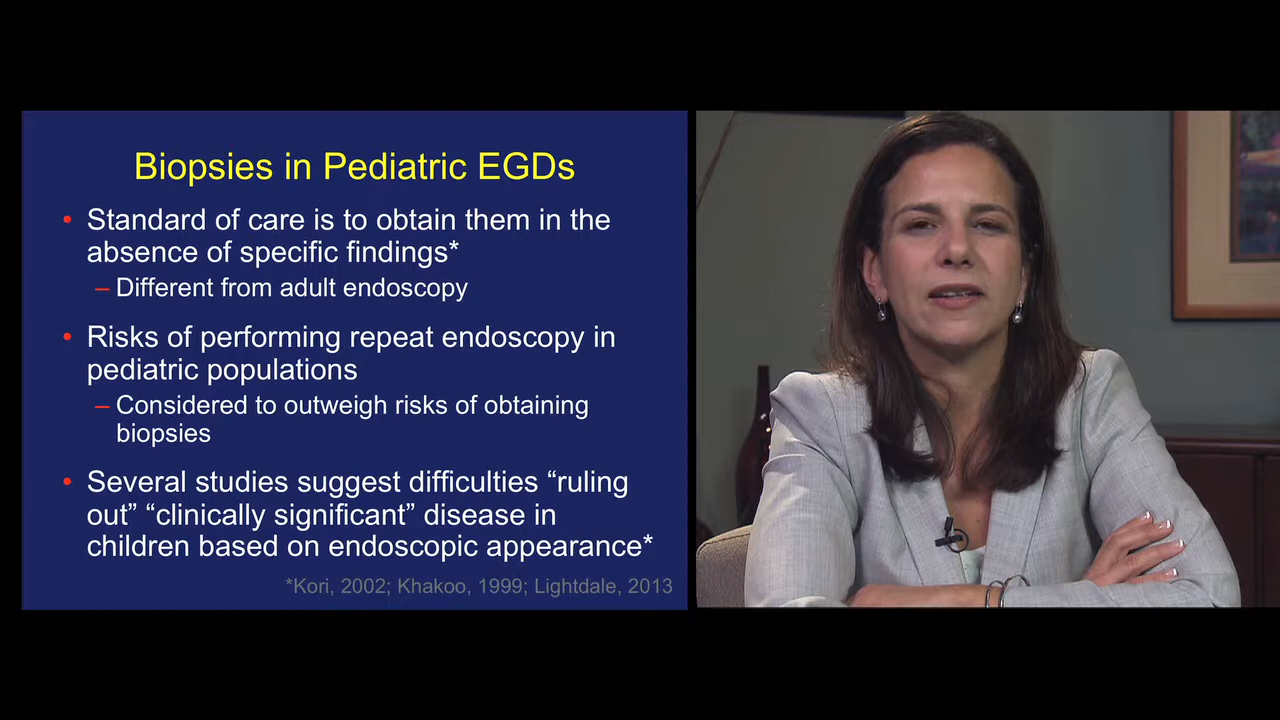 Biopsies in Pediatric EGDs
• Standard of care is to obtain them in the
absence of specific findings*
– Different from adult endoscopy
• Risks of performing repeat endoscopy in
pediatric populations
– Considered to outweigh risks of obtaining
biopsies
• Several studies suggest difficulties “ruling
out” “clinically significant” disease in
children based on endoscopic appearance*
*Kori, 2002; Khakoo, 1999; Lightdale, 2013